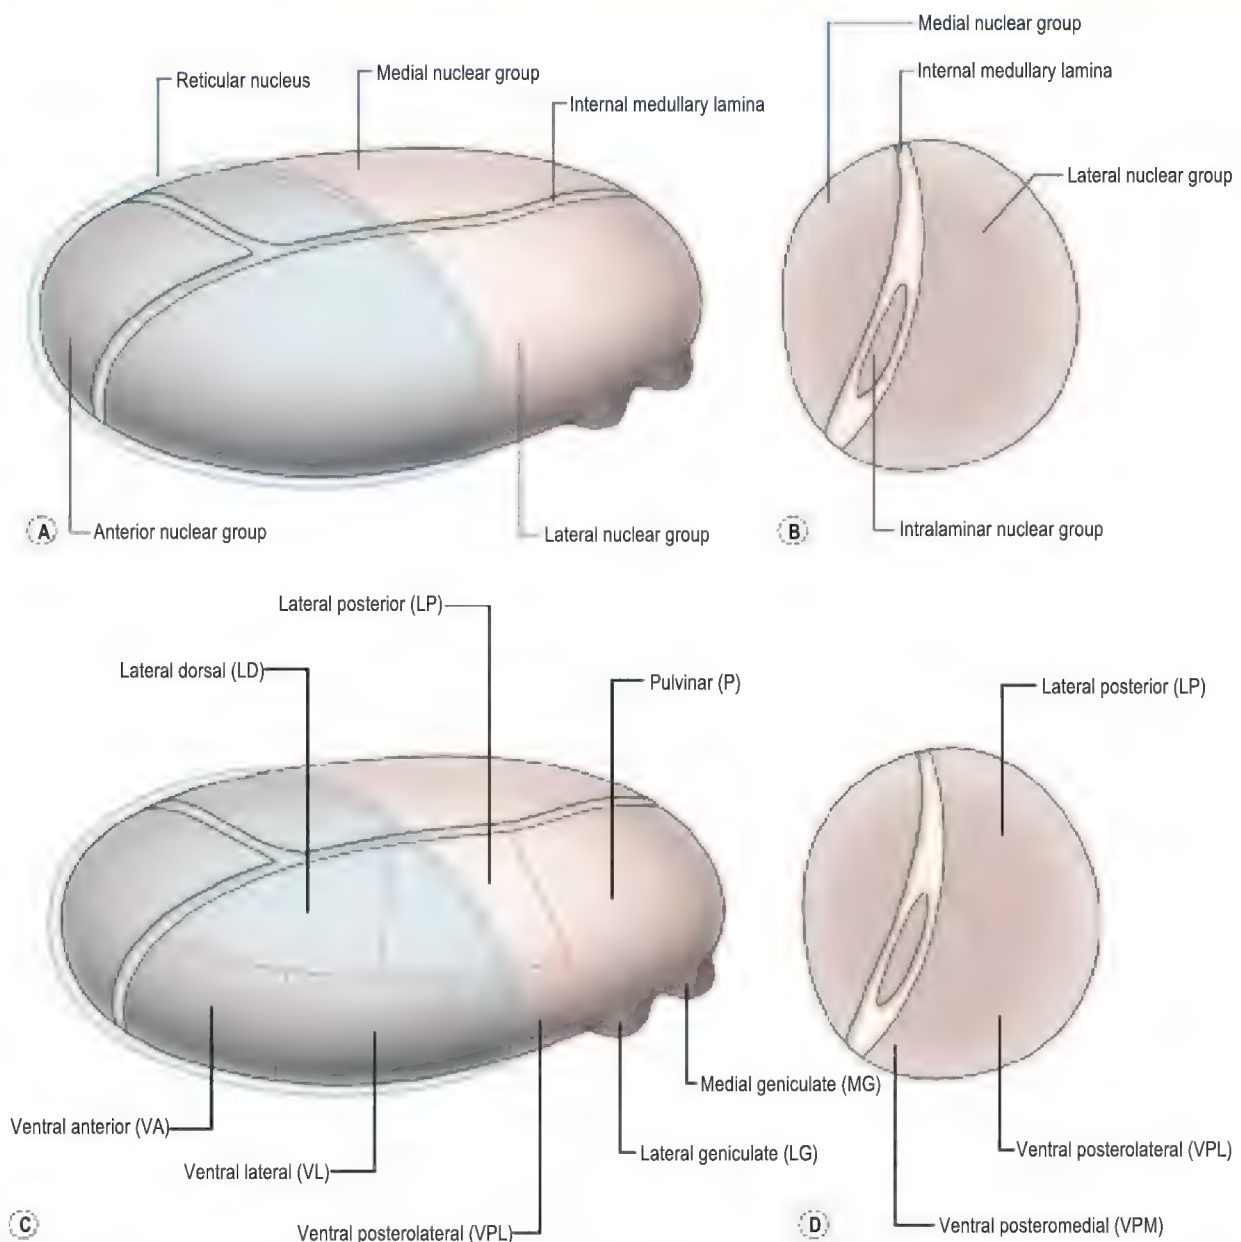 Medial nuclear group
Reticular nucleus
Medial nuclear group
Internal medullary lamina
Internal medullary lamina
Lateral nuclear group
A
Anterior nuclear group
Lateral nuclear group
B
Intralaminar nuclear group
Lateral posterior (LP)
Lateral dorsal (LD)
Pulvinar (P)
Lateral posterior (LP)
Medial geniculate (MG)
Ventral anterior (VA)
Lateral geniculate (LG)
Ventral posterolateral (VPL)
Ventral lateral (VL)
C
Ventral posterolateral (VPL)
D
Ventral posteromedial (VPM)